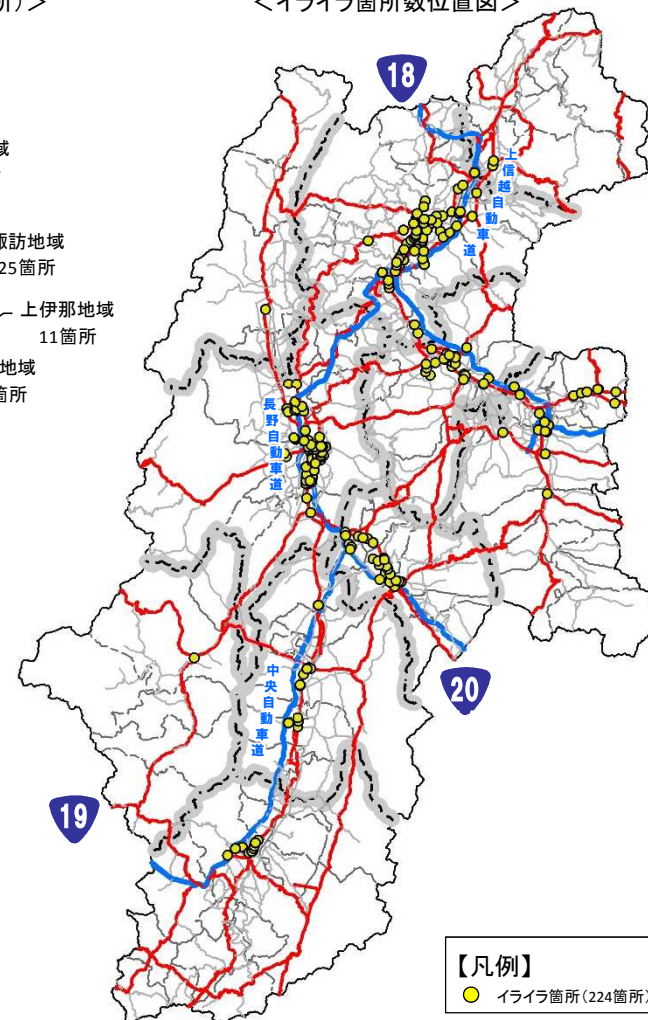 所)>
<イライラ箇所数位置図>
18
域
上信越自動車道
諏訪地域
25箇所
上伊那地域
11箇所
地域
箇所
長野自動車道
中央自動車道
20
19
【凡例】
イライラ箇所(224箇所)